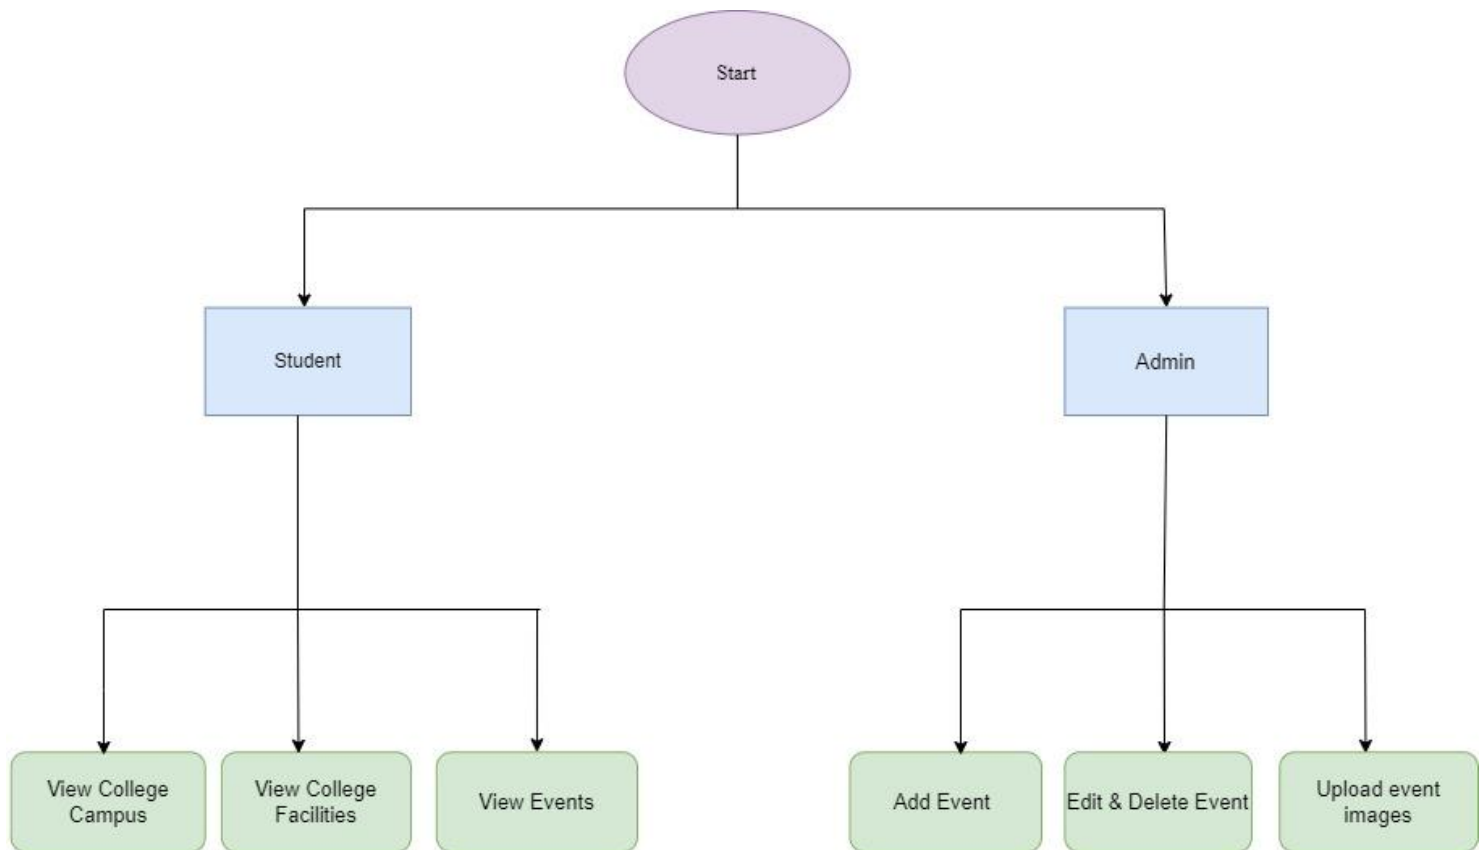 Start
Student
Admin
View College
Campus
View College
Facilities
View Events
Add Event
Edit & Delete Event
Upload event
images